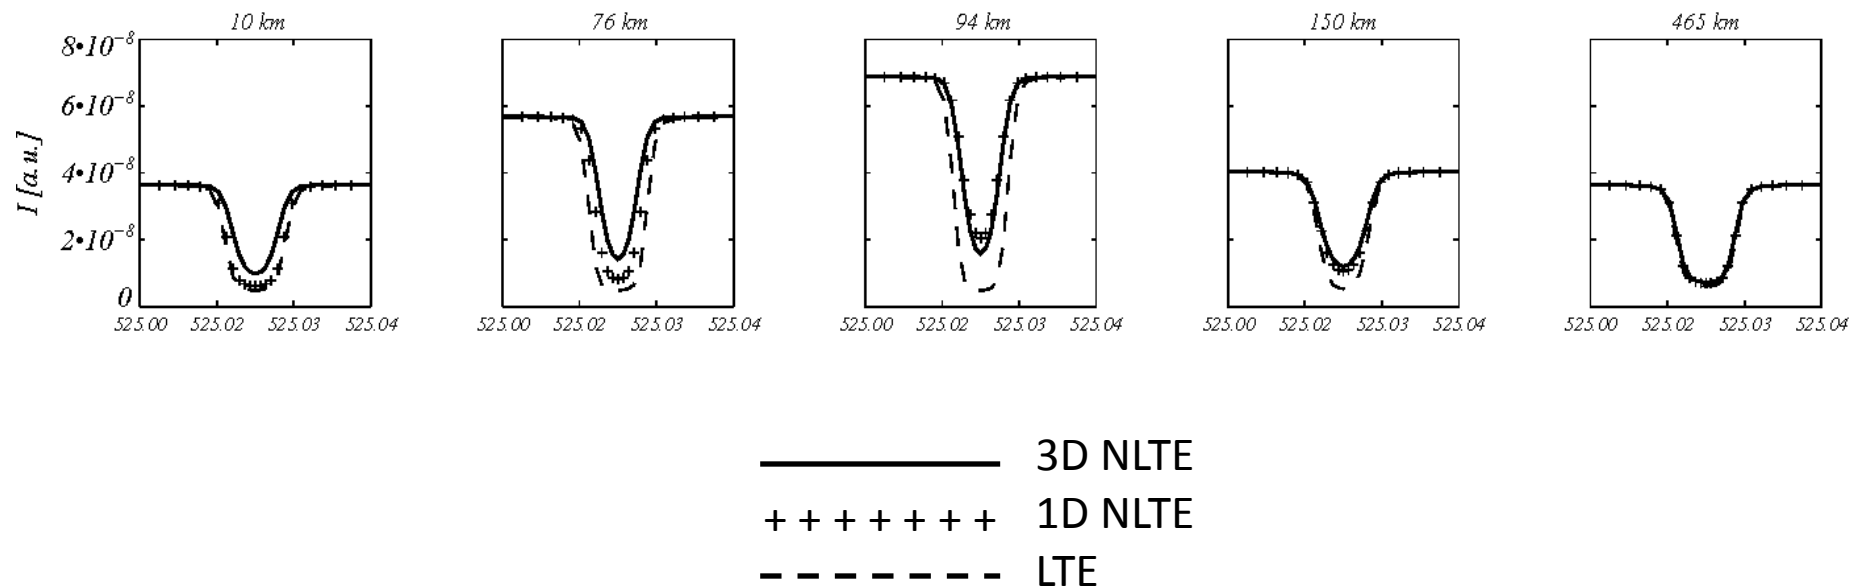 10 km 76 km 94 km 150 km 465 km
8•10⁻⁸
6•10⁻⁸
4•10⁻⁸
2•10⁻⁸
0
I [a.u.]
525.00 525.02 525.03 525.04 525.00 525.02 525.03 525.04 525.00 525.02 525.03 525.04 525.00 525.02 525.03 525.04 525.00 525.02 525.03 525.04
3D NLTE
1D NLTE
LTE